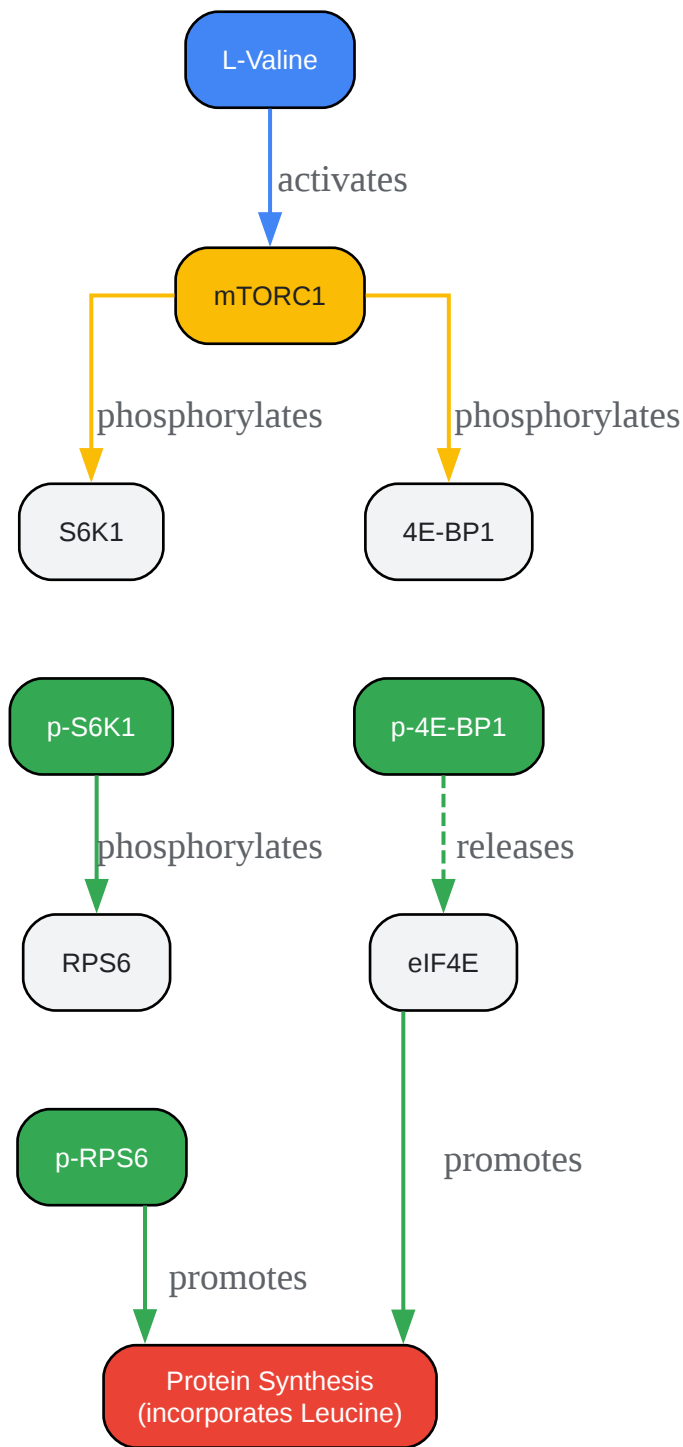 L-Valine
activates
mTORC1
phosphorylates
phosphorylates
S6K1
4E-BP1
p-S6K1
p-4E-BP1
phosphorylates
releases
RPS6
eIF4E
p-RPS6
promotes
promotes
Protein Synthesis
(incorporates Leucine)